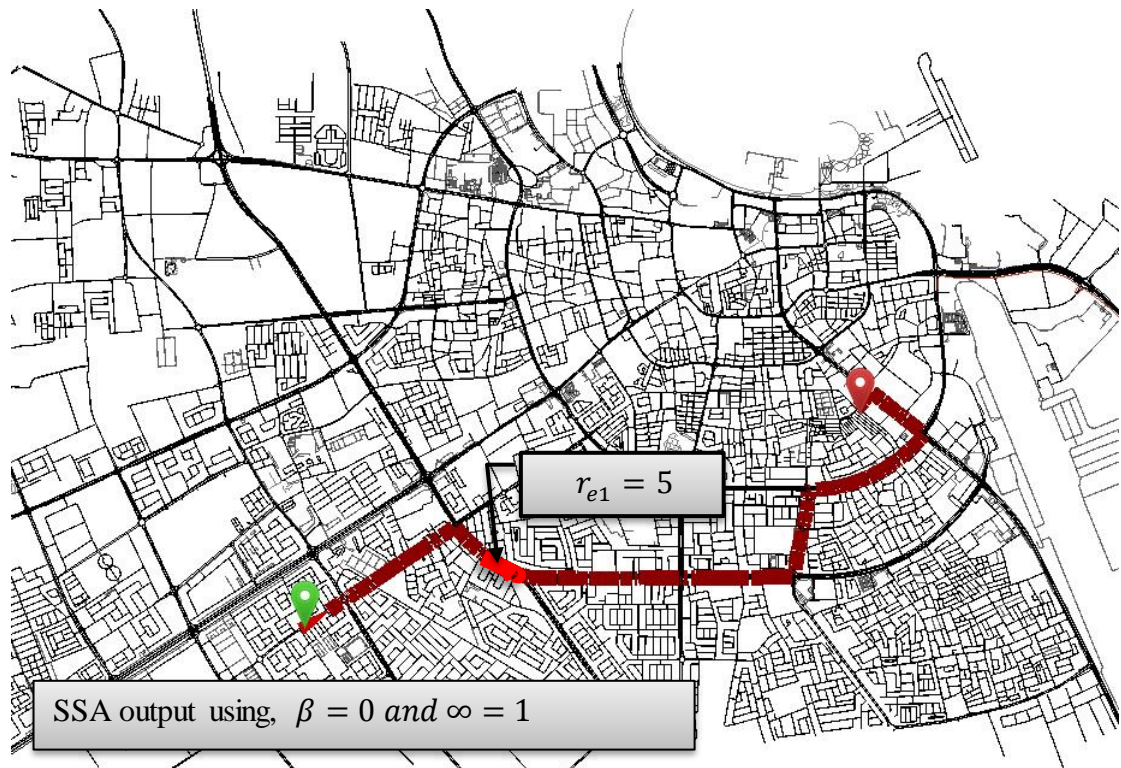 r_{e1} = 5
SSA output using, β = 0 and ∞ = 1